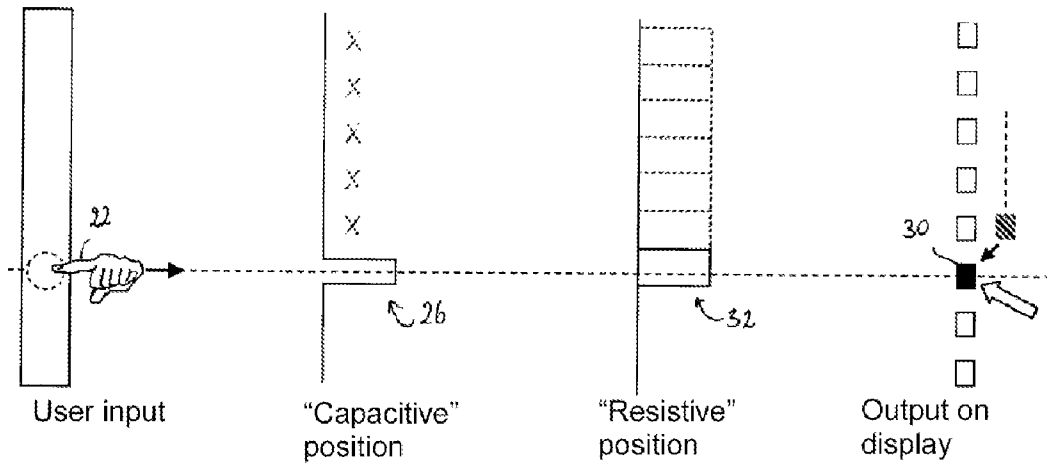 X
X
X
X
X
22
30
26
32
User input
"Capacitive"
position
"Resistive"
position
Output on
display